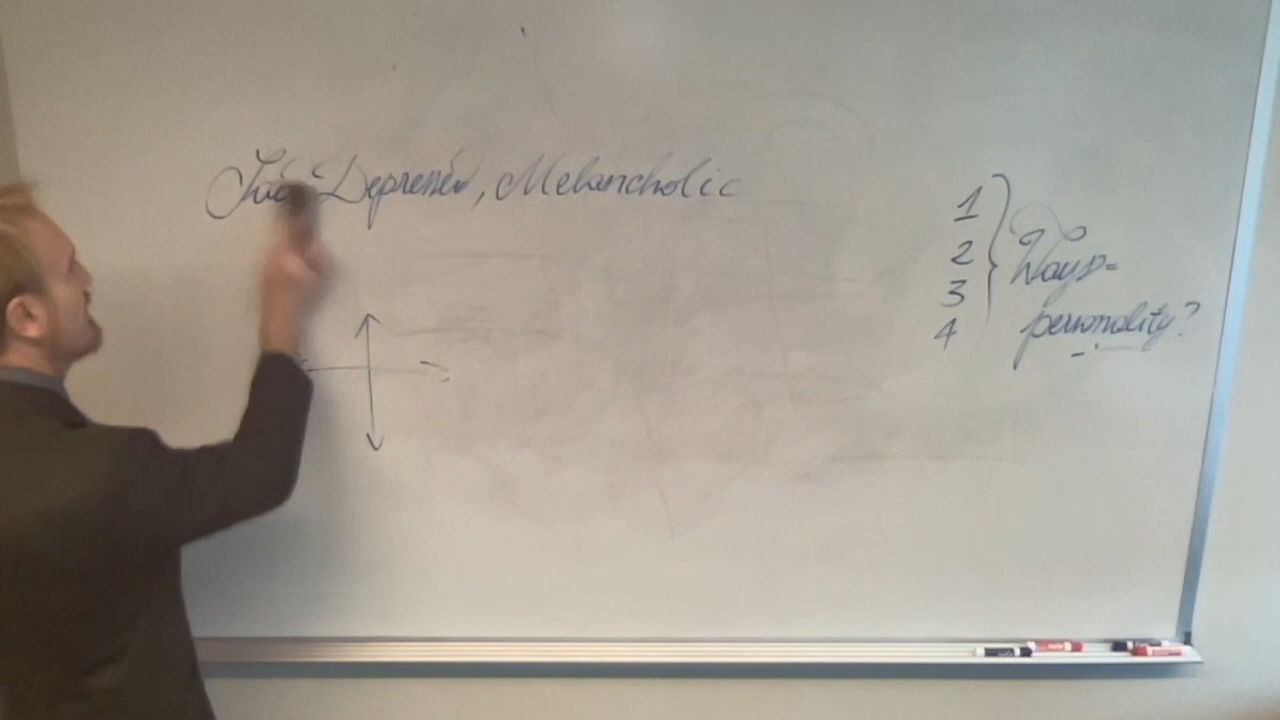 Depressed, Melancholic
1
2
3
4
Ways =
personality?